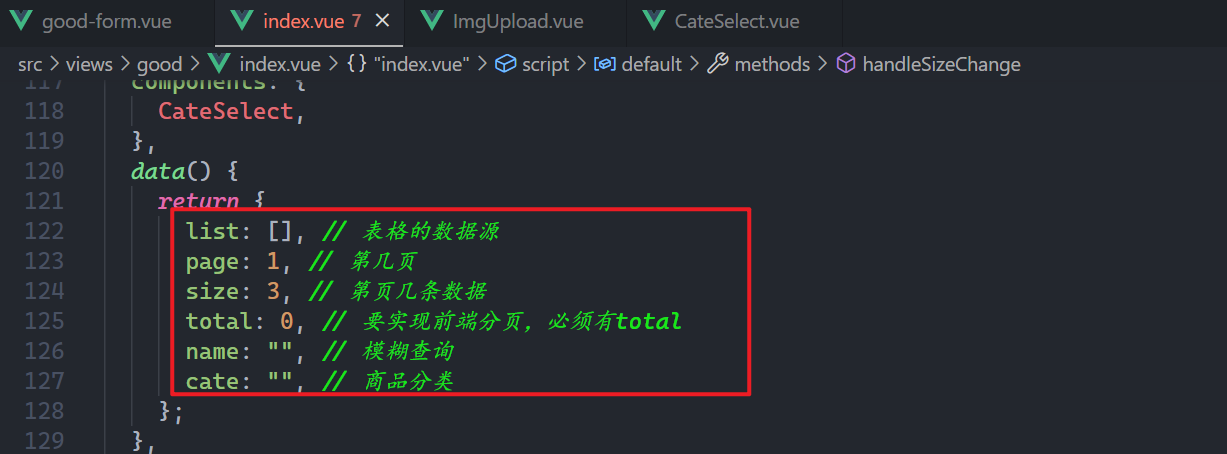 good-form.vue index.vue 7 × ImgUpload.vue CateSelect.vue
src > views > good > index.vue > {} "index.vue" > script > default > methods > handleSizeChange
117 components: {
118 CateSelect,
119 },
120 data() {
121 return {
122 list: [], // 表格的数据源
123 page: 1, // 第几页
124 size: 3, // 第页几条数据
125 total: 0, // 要实现前端分页，必须有total
126 name: "", // 模糊查询
127 cate: "", // 商品分类
128 };
129 },